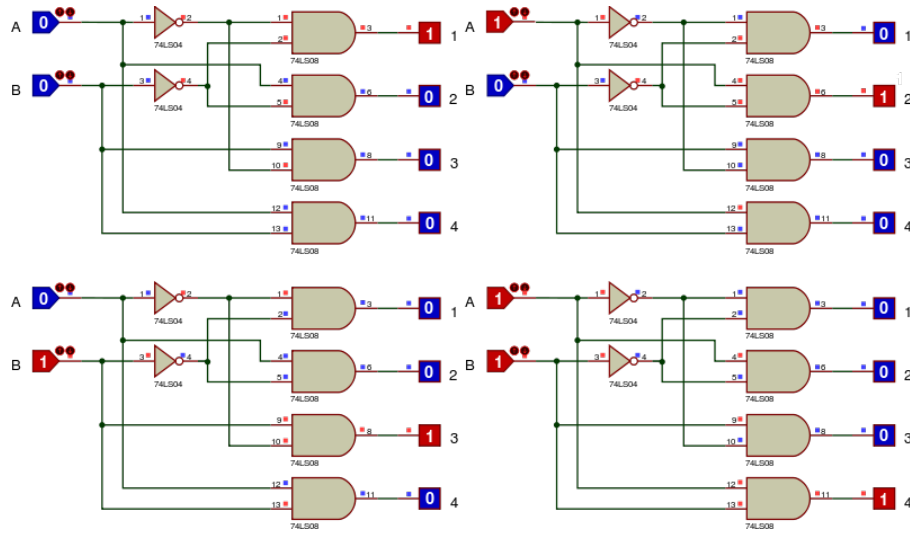 A 0 1 2 1 3 1 1
74LS04 2
74LS08
B 0 3 4 4 6 0 2
74LS04 5
74LS08
9 8 0 3
10
74LS08
12 11 0 4
13
74LS08
A 1 1 2 1 3 0 1
74LS04 2
74LS08
B 0 3 4 4 6 1 2
74LS04 5
74LS08
9 8 0 3
10
74LS08
12 11 0 4
13
74LS08
A 0 1 2 1 3 0 1
74LS04 2
74LS08
B 1 3 4 4 6 0 2
74LS04 5
74LS08
9 8 1 3
10
74LS08
12 11 0 4
13
74LS08
A 1 1 2 1 3 0 1
74LS04 2
74LS08
B 1 3 4 4 6 0 2
74LS04 5
74LS08
9 8 0 3
10
74LS08
12 11 1 4
13
74LS08